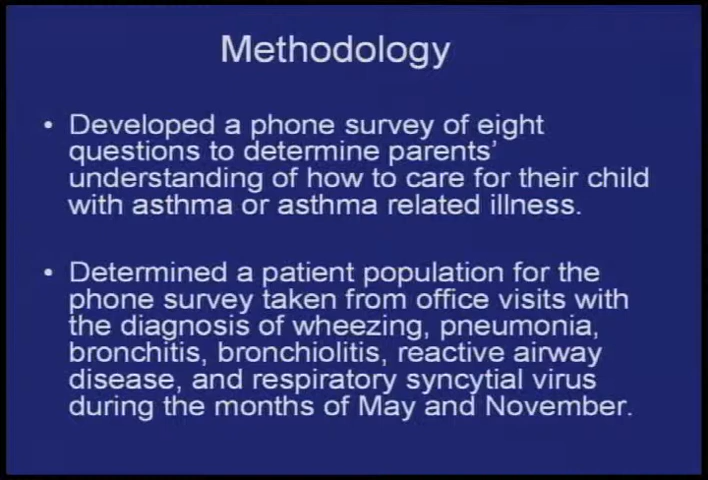 Methodology
• Developed a phone survey of eight
questions to determine parents'
understanding of how to care for their child
with asthma or asthma related illness.
• Determined a patient population for the
phone survey taken from office visits with
the diagnosis of wheezing, pneumonia,
bronchitis, bronchiolitis, reactive airway
disease, and respiratory syncytial virus
during the months of May and November.